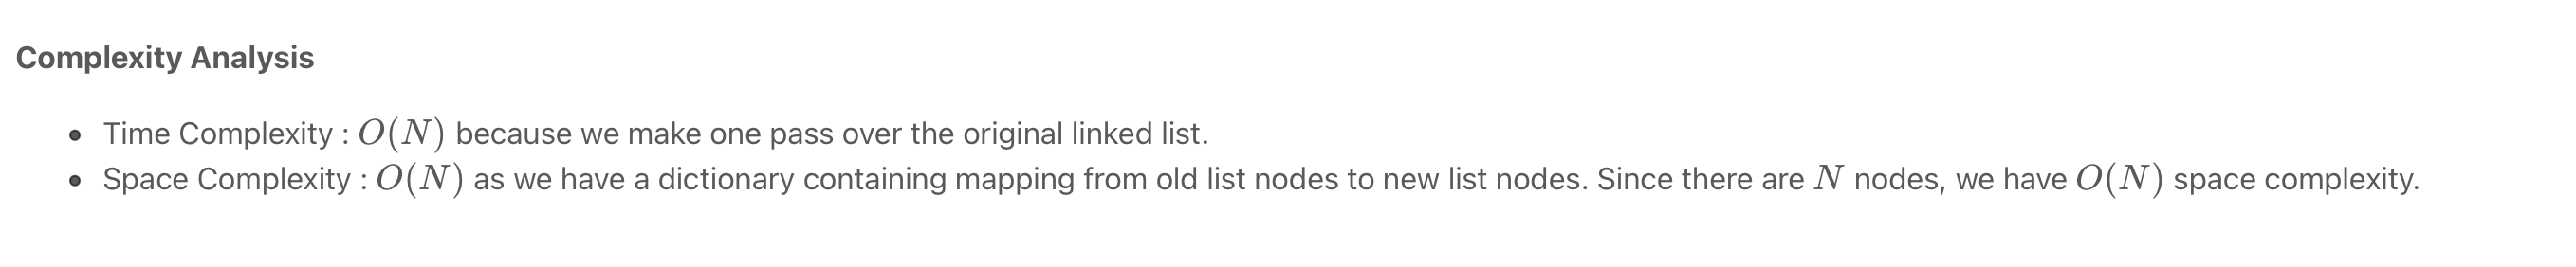 Complexity Analysis
• Time Complexity : O(N) because we make one pass over the original linked list.
• Space Complexity : O(N) as we have a dictionary containing mapping from old list nodes to new list nodes. Since there are N nodes, we have O(N) space complexity.